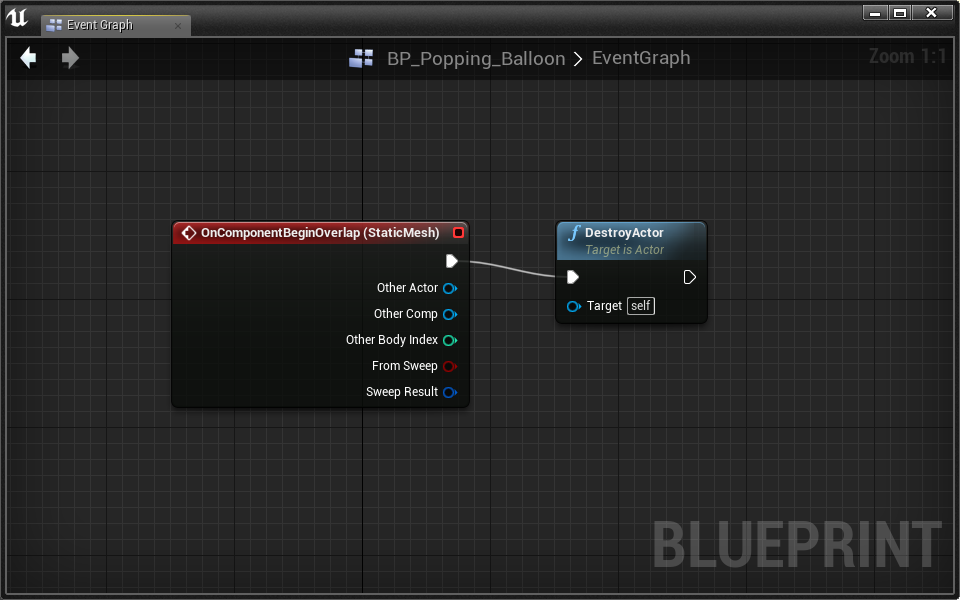 Event Graph
BP_Popping_Balloon > EventGraph
Zoom 1:1
OnComponentBeginOverlap (StaticMesh)
Other Actor
Other Comp
Other Body Index
From Sweep
Sweep Result
DestroyActor
Target is Actor
Target self
BLUEPRINT